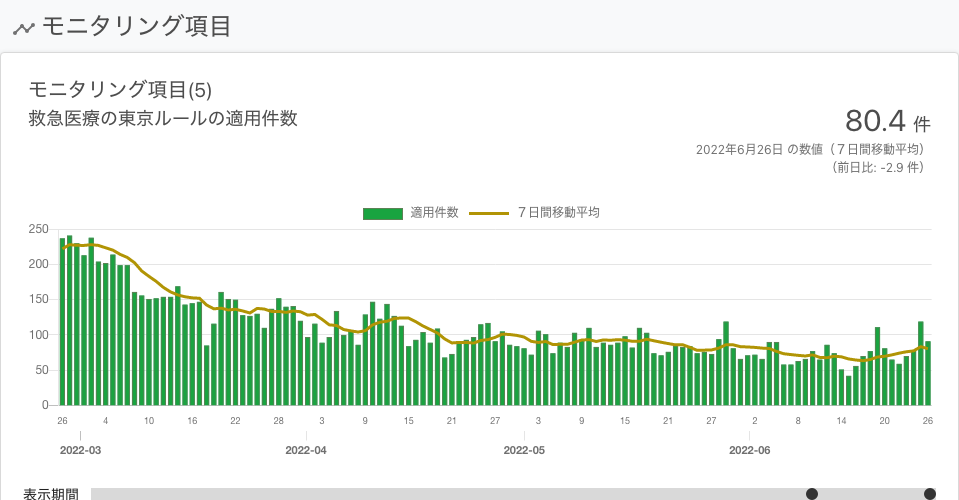 モニタリング項目
モニタリング項目(5)
救急医療の東京ルールの適用件数
80.4 件
2022年6月26日 の数値（７日間移動平均）
（前日比: -2.9 件）
適用件数 ７日間移動平均
250
200
150
100
50
0
26 4 10 16 22 28 3 9 15 21 27 3 9 15 21 27 2 8 14 20 26
2022-03 2022-04 2022-05 2022-06
表示期間